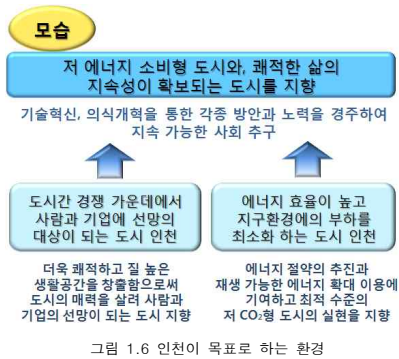 모습
저 에너지 소비형 도시와, 쾌적한 삶의
지속성이 확보되는 도시를 지향
기술혁신, 의식개혁을 통한 각종 방안과 노력을 경주하여
지속 가능한 사회 추구
도시간 경쟁 가운데에서
사람과 기업에 선망의
대상이 되는 도시 인천
더욱 쾌적하고 질 높은
생활공간을 창출함으로써
도시의 매력을 살려 사람과
기업의 선망이 되는 도시 지향
에너지 효율이 높고
지구환경에의 부하를
최소화 하는 도시 인천
에너지 절약의 추진과
재생 가능한 에너지 확대 이용에
기여하고 최적 수준의
저 CO₂형 도시의 실현을 지향
그림 1.6 인천이 목표로 하는 환경